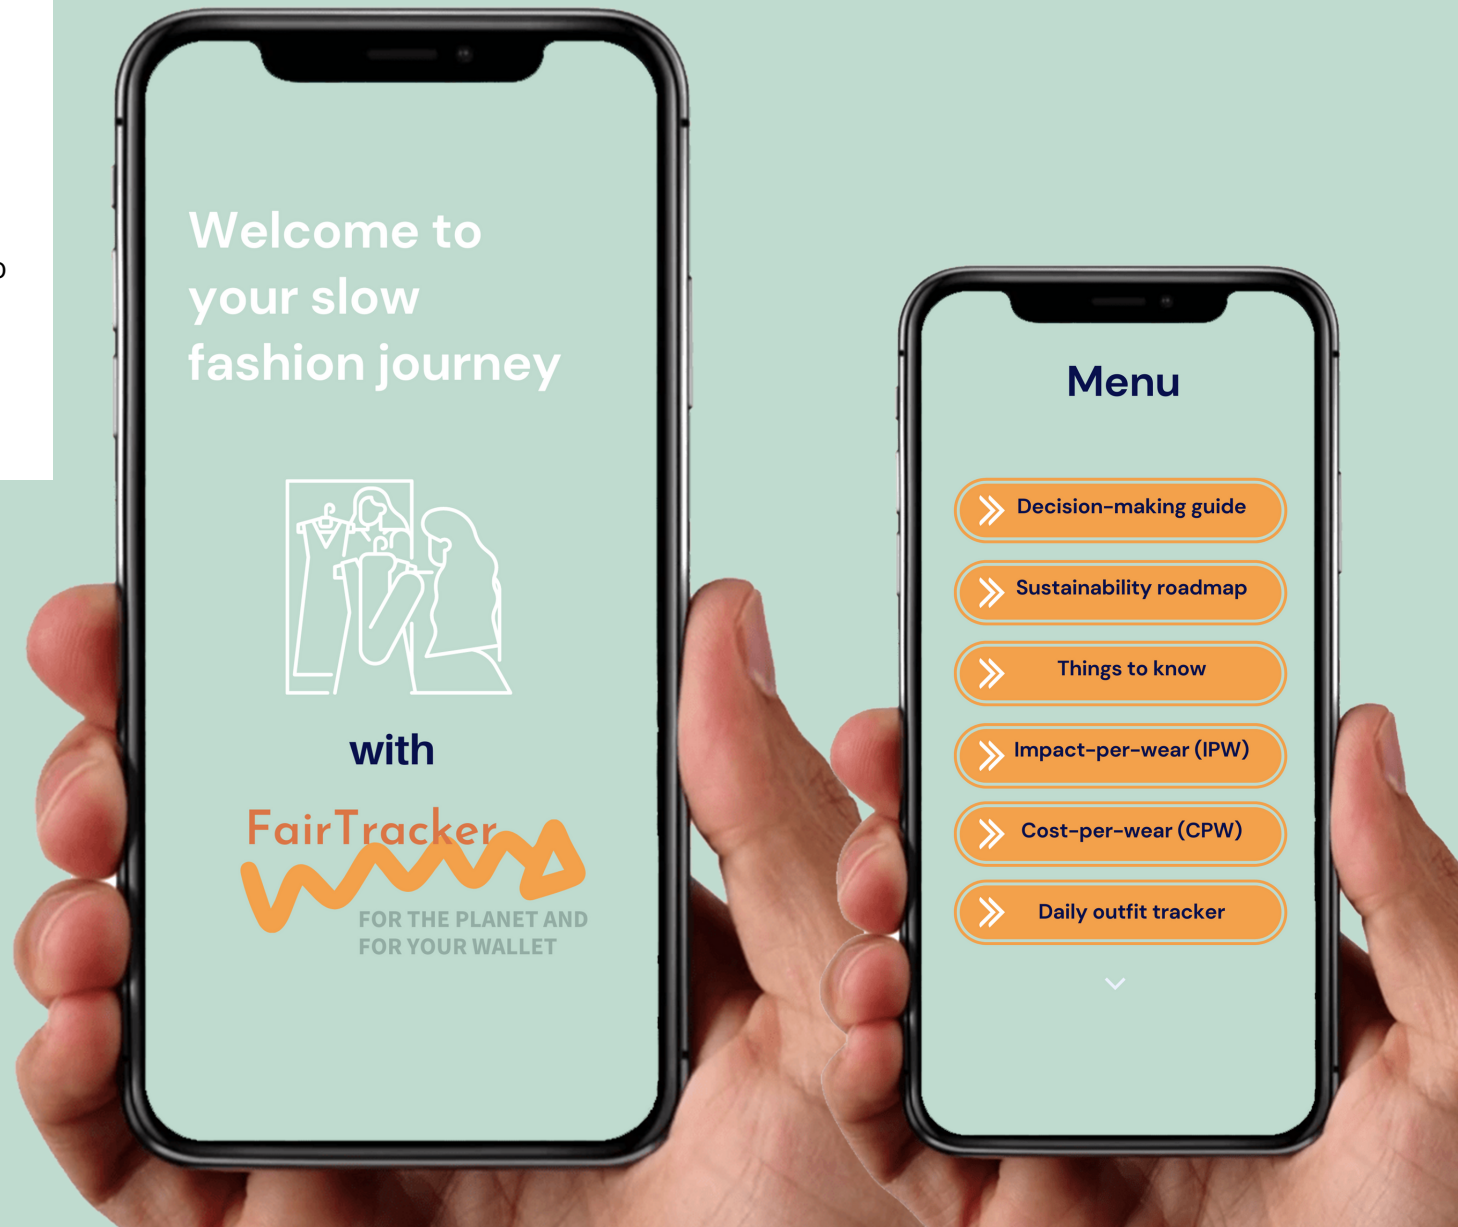 Welcome to
your slow
fashion journey
with
FairTracker
FOR THE PLANET AND
FOR YOUR WALLET
Menu
Decision-making guide
Sustainability roadmap
Things to know
Impact-per-wear (IPW)
Cost-per-wear (CPW)
Daily outfit tracker